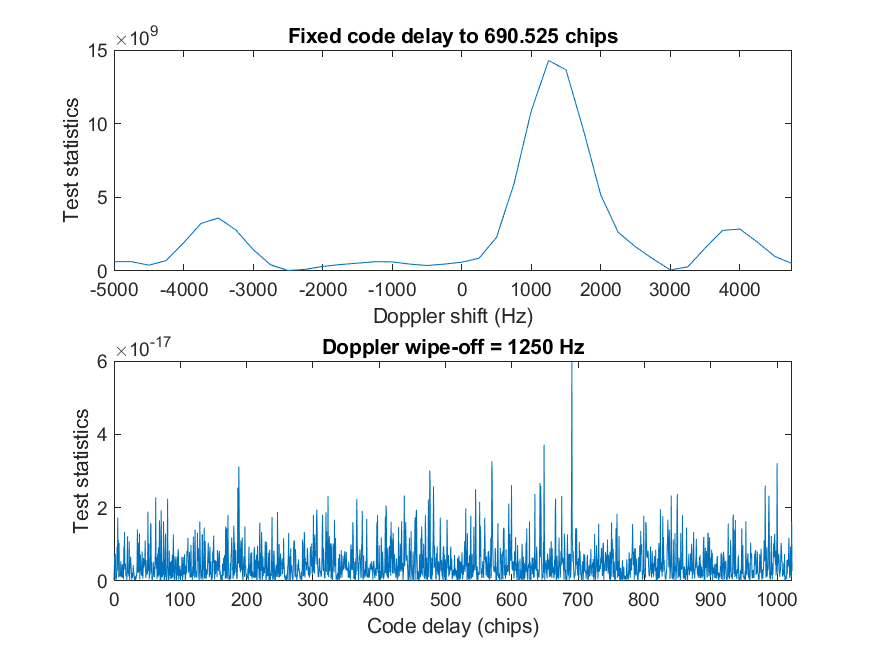 ×10⁹
Fixed code delay to 690.525 chips
15
10
5
0
Test statistics
-5000 -4000 -3000 -2000 -1000 0 1000 2000 3000 4000
Doppler shift (Hz)
×10⁻¹⁷
Doppler wipe-off = 1250 Hz
6
4
2
0
Test statistics
0 100 200 300 400 500 600 700 800 900 1000
Code delay (chips)